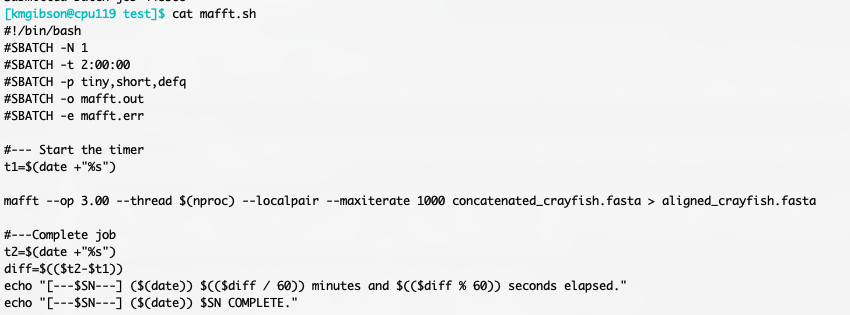 [kmgibson@cpu119 test]$ cat mafft.sh
#!/bin/bash
#SBATCH -N 1
#SBATCH -t 2:00:00
#SBATCH -p tiny,short,defq
#SBATCH -o mafft.out
#SBATCH -e mafft.err
#--- Start the timer
t1=$(date +"%s")
mafft --op 3.00 --thread $(nproc) --localpair --maxiterate 1000 concatenated_crayfish.fasta > aligned_crayfish.fasta
#---Complete job
t2=$(date +"%s")
diff=$(($t2-$t1))
echo "[---$SN---] ($(date)) $(($diff / 60)) minutes and $(($diff % 60)) seconds elapsed."
echo "[---$SN---] ($(date)) $SN COMPLETE."